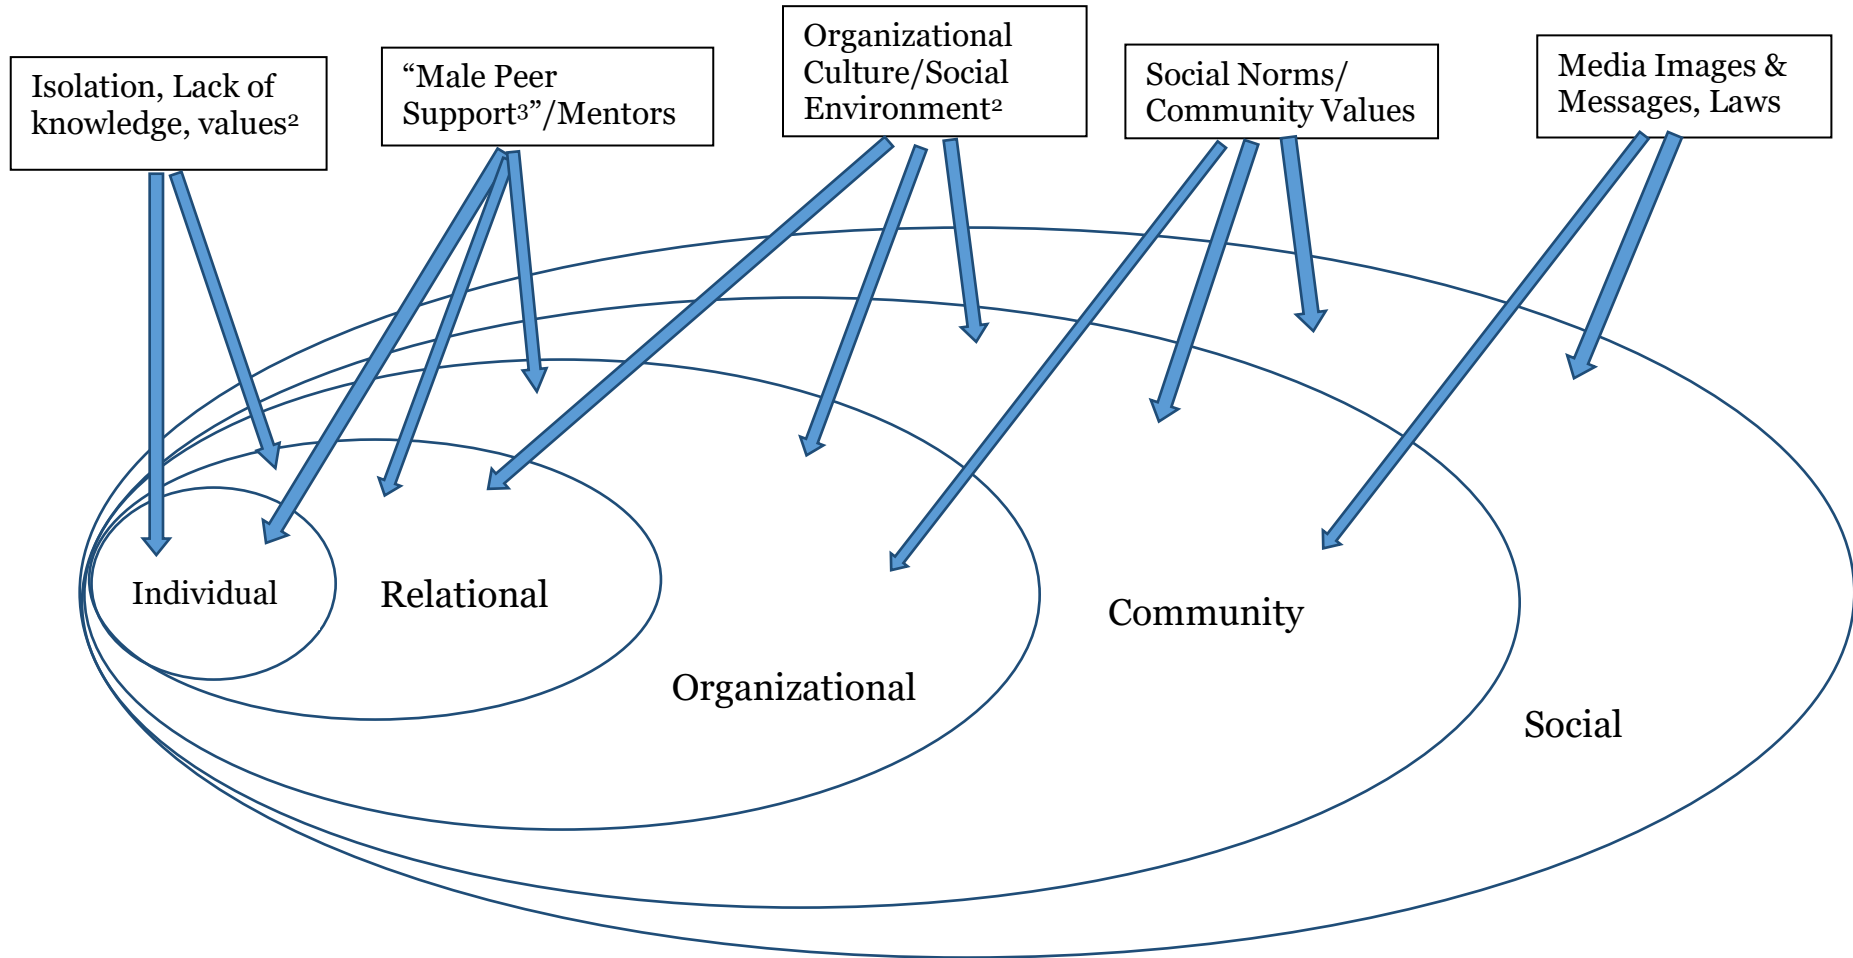 Isolation, Lack of
knowledge, values²
“Male Peer
Support³”/Mentors
Organizational
Culture/Social
Environment²
Social Norms/
Community Values
Media Images &
Messages, Laws
Individual
Relational
Organizational
Community
Social